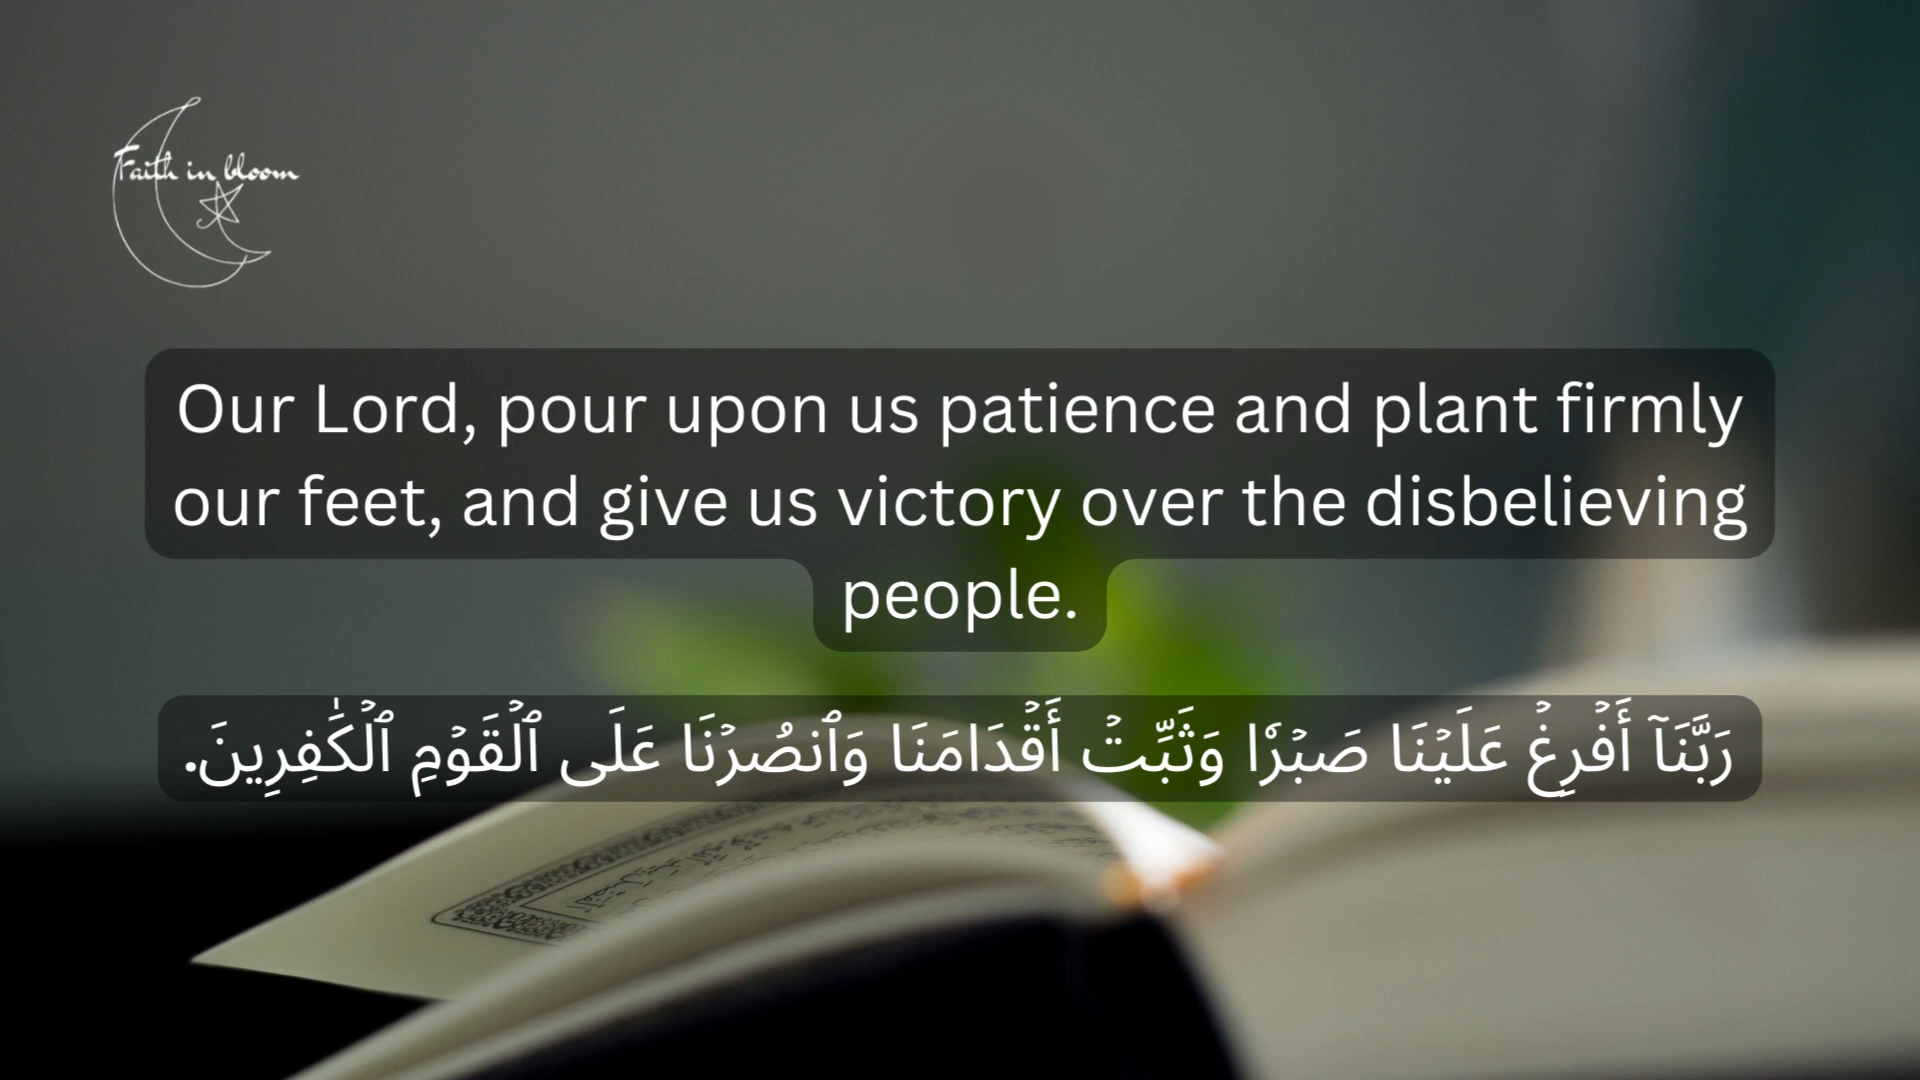 Faith in bloom
Our Lord, pour upon us patience and plant firmly
our feet, and give us victory over the disbelieving
people.
رَبَّنَآ أَفۡرِغۡ عَلَيۡنَا صَبۡرٗا وَثَبِّتۡ أَقۡدَامَنَا وَٱنصُرۡنَا عَلَى ٱلۡقَوۡمِ ٱلۡكَٰفِرِينَ.